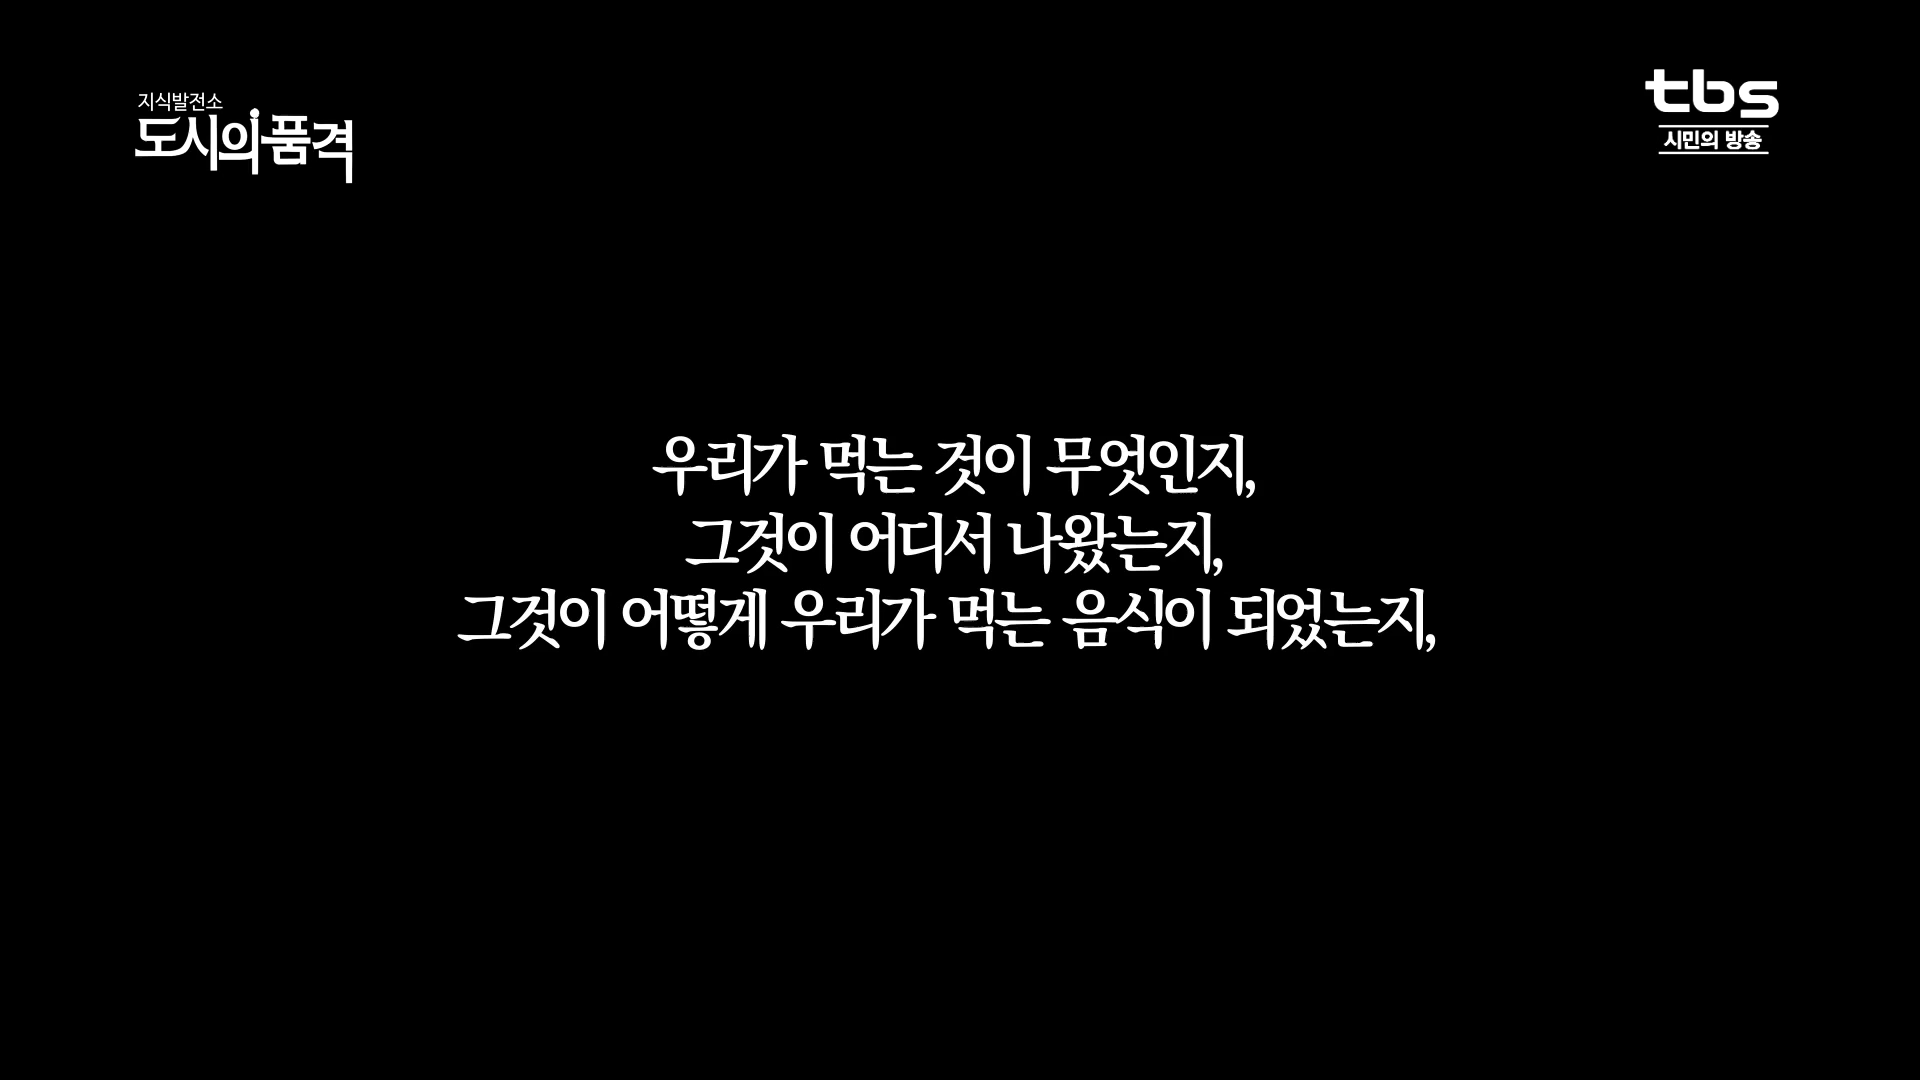 지식발전소
도시의 품격
tbs
시민의 방송
우리가 먹는 것이 무엇인지,
그것이 어디서 나왔는지,
그것이 어떻게 우리가 먹는 음식이 되었는지,